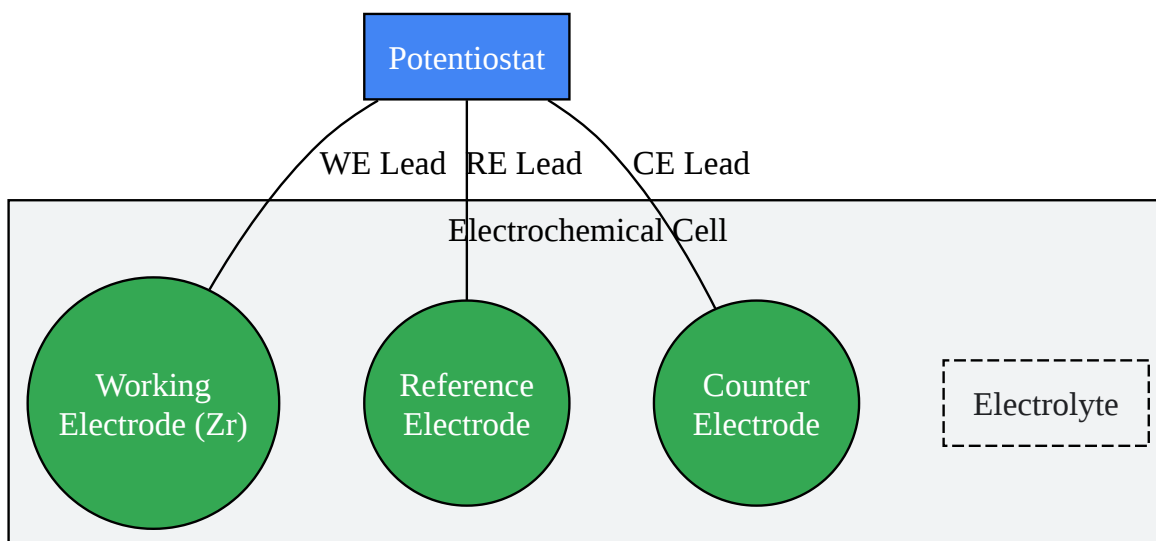 Potentiostat
WE Lead
RE Lead
CE Lead
Electrochemical Cell
Working
Electrode (Zr)
Reference
Electrode
Counter
Electrode
Electrolyte